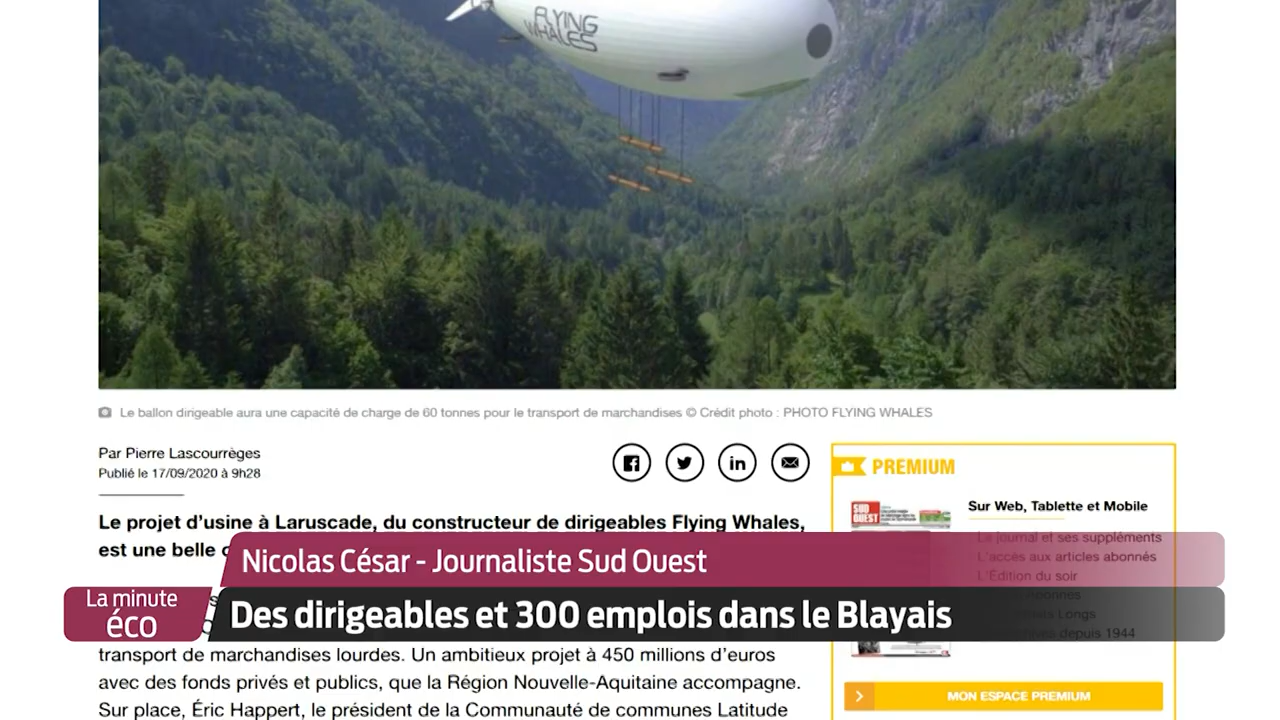 FLYING
WHALES
Le ballon dirigeable aura une capacité de charge de 60 tonnes pour le transport de marchandises © Crédit photo : PHOTO FLYING WHALES
Par Pierre Lascourrèges
Publié le 17/09/2020 à 9h28
Le projet d’usine à Laruscade, du constructeur de dirigeables Flying Whales,
est une belle
Nicolas César - Journaliste Sud Ouest
La minute
éco
Des dirigeables et 300 emplois dans le Blayais
transport de marchandises lourdes. Un ambitieux projet à 450 millions d’euros
avec des fonds privés et publics, que la Région Nouvelle-Aquitaine accompagne.
Sur place, Éric Happert, le président de la Communauté de communes Latitude
PREMIUM
SUD
OUEST
Sur Web, Tablette et Mobile
Le journal et ses suppléments
L'accès aux articles abonnés
L'Edition du soir
Longs
depuis 1944
MON ESPACE PREMIUM